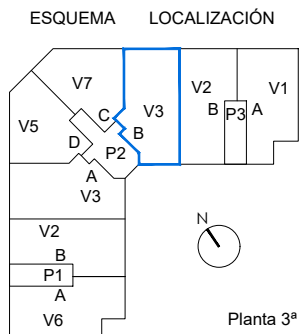 ESQUEMA LOCALIZACIÓN
V7
V3
V2
V1
C
B
B
P3
A
V5
B
D
P2
A
V3
V2
B
P1
A
V6
N
Planta 3ª